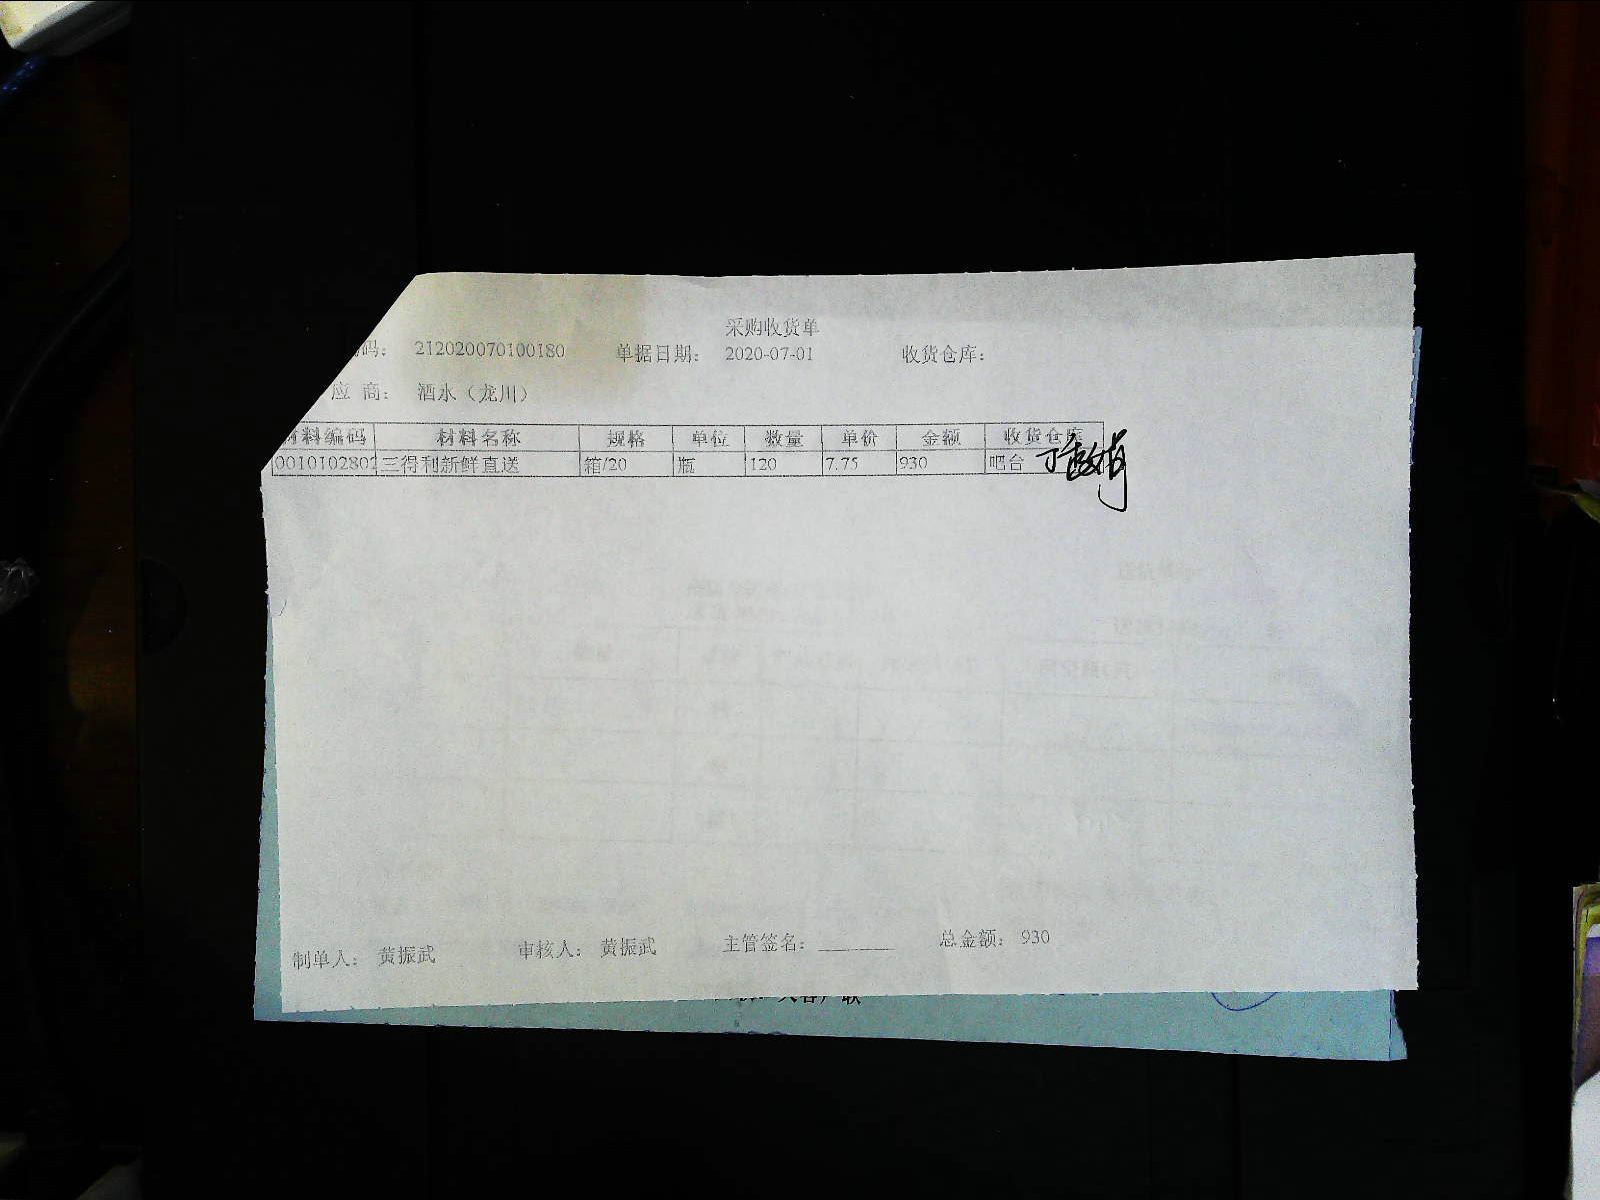 采购收货单
码： 212020070100180 单据日期： 2020-07-01 收货仓库：
应 商： 酒水（龙川）
材料编码 材料名称 规格 单位 数量 单价 金额 收货仓库
0010102802 三得利新鲜直送 箱/20 瓶 120 7.75 930 吧台
制单人： 黄振武 审核人： 黄振武 主管签名： ________ 总金额： 930